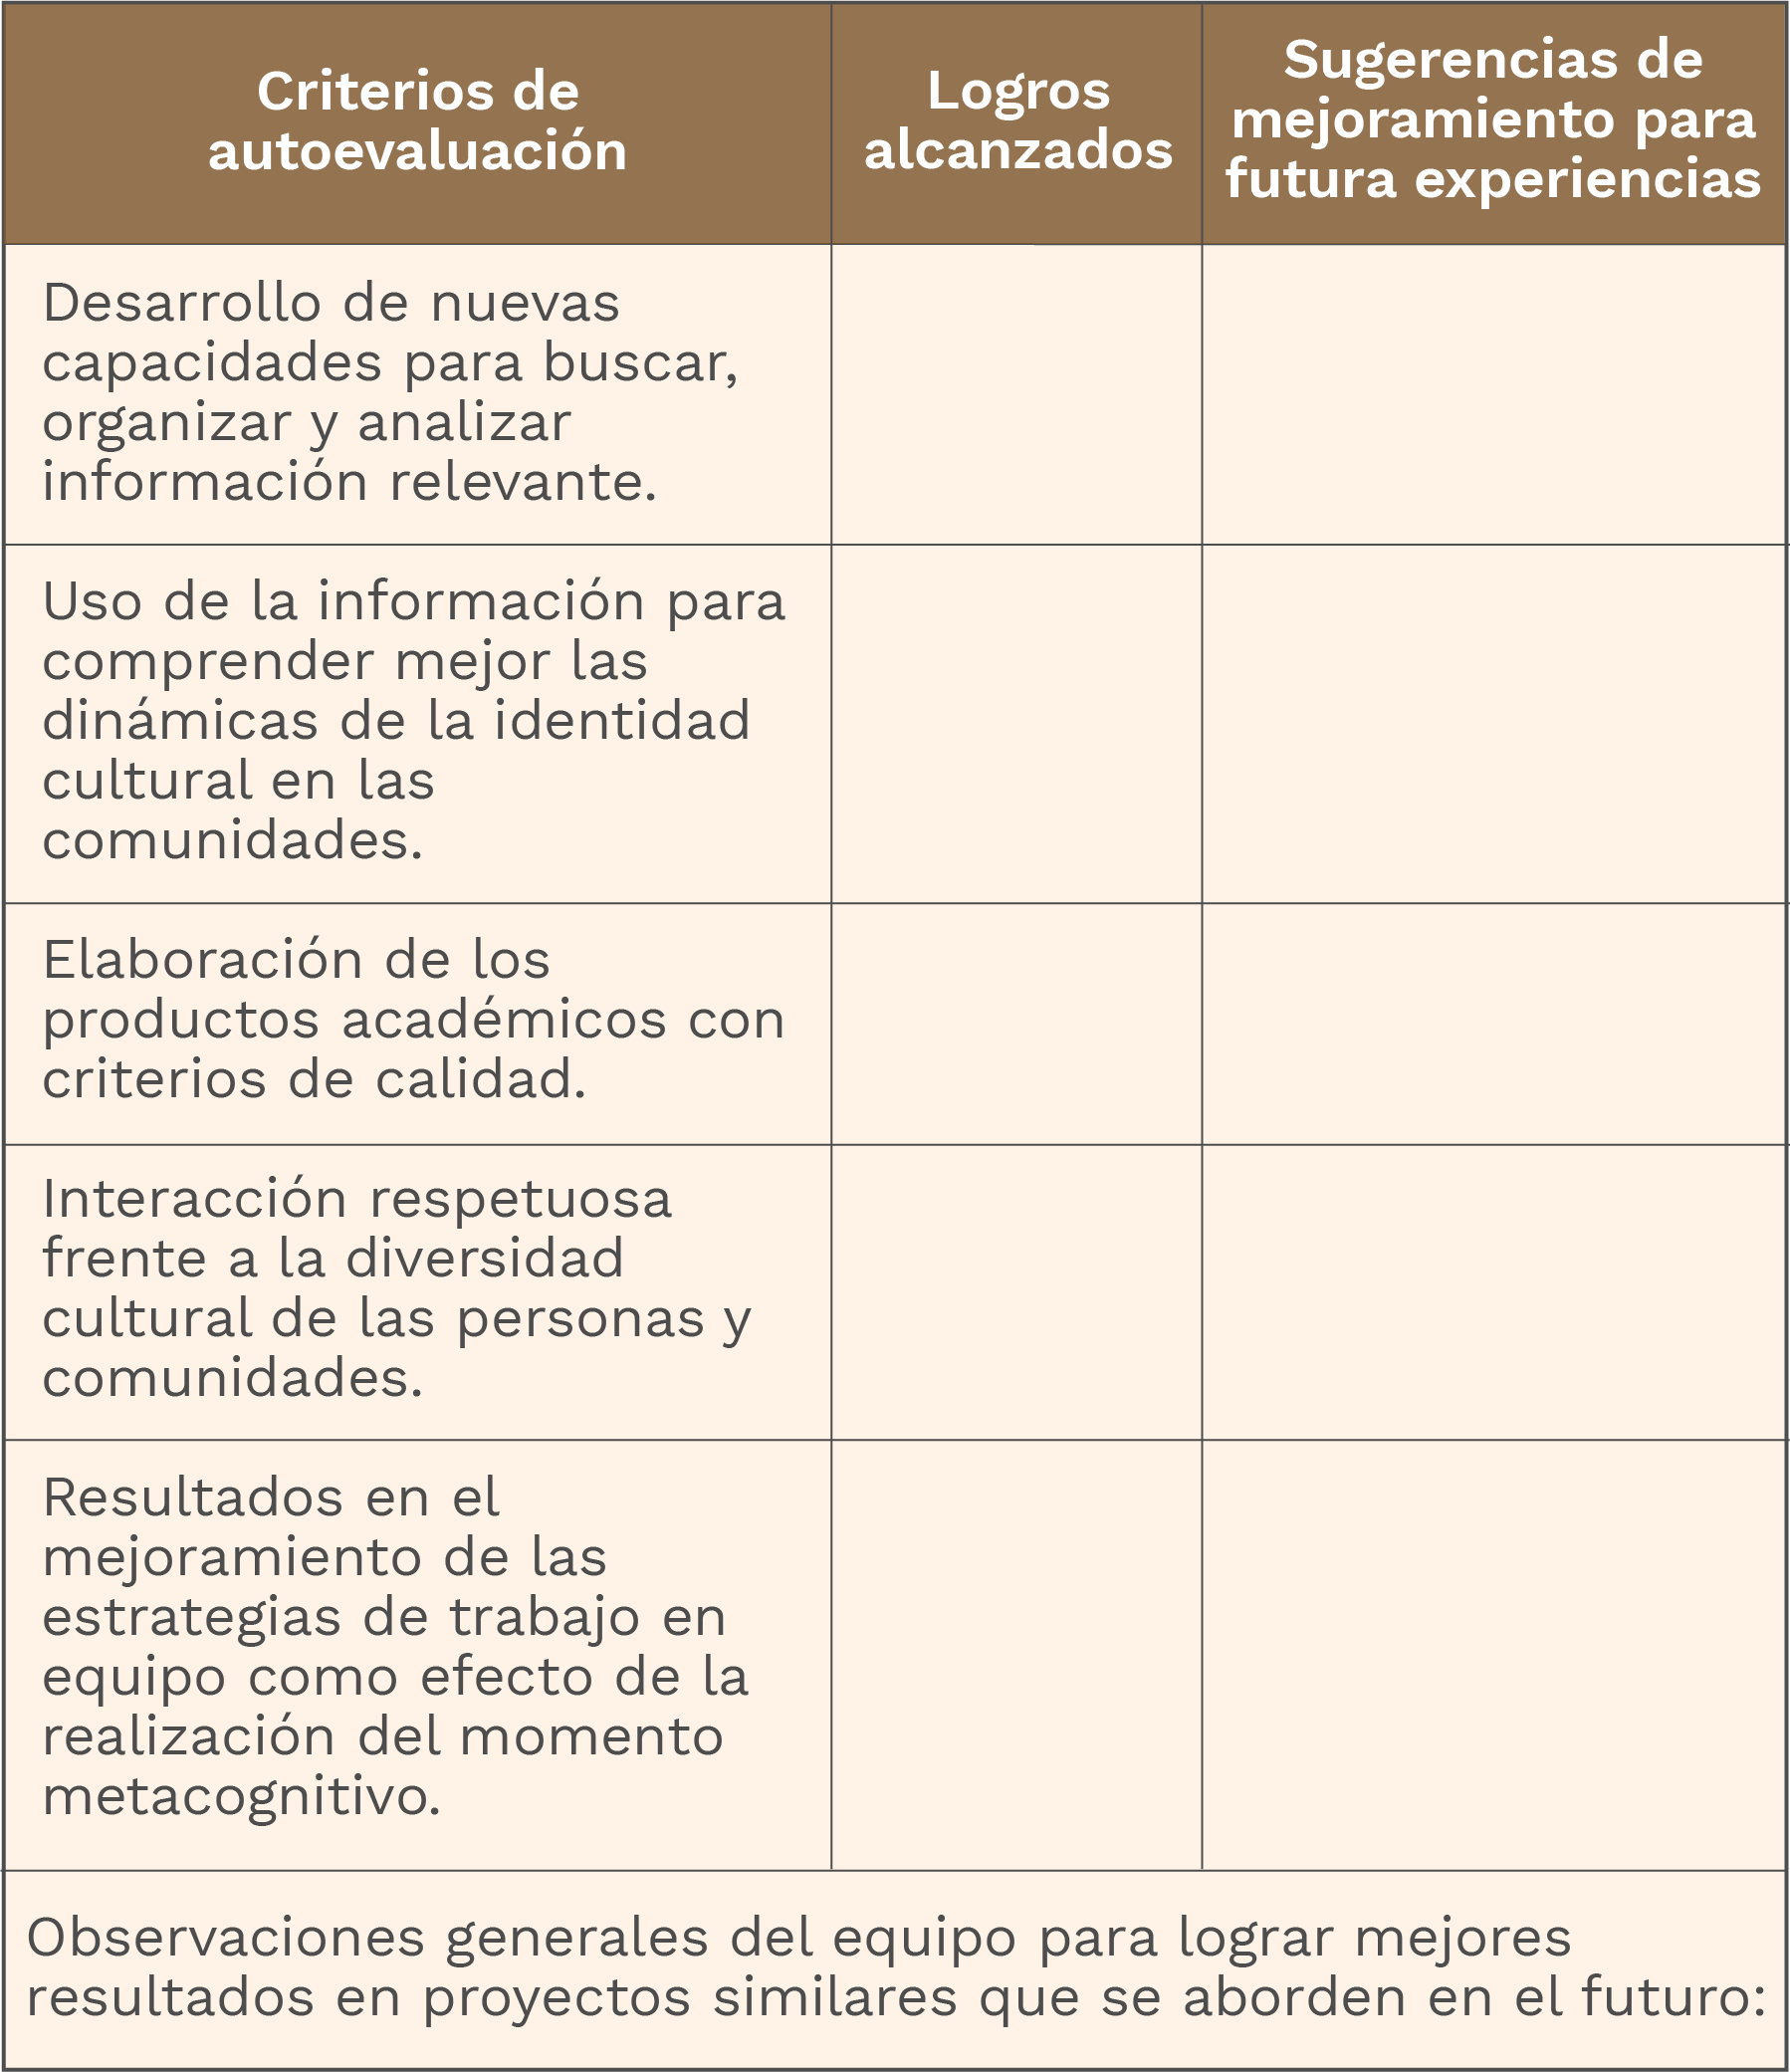 Criterios de
autoevaluación
Logros
alcanzados
Sugerencias de
mejoramiento para
futura experiencias
Desarrollo de nuevas
capacidades para buscar,
organizar y analizar
información relevante.
Uso de la información para
comprender mejor las
dinámicas de la identidad
cultural en las
comunidades.
Elaboración de los
productos académicos con
criterios de calidad.
Interacción respetuosa
frente a la diversidad
cultural de las personas y
comunidades.
Resultados en el
mejoramiento de las
estrategias de trabajo en
equipo como efecto de la
realización del momento
metacognitivo.
Observaciones generales del equipo para lograr mejores
resultados en proyectos similares que se aborden en el futuro: